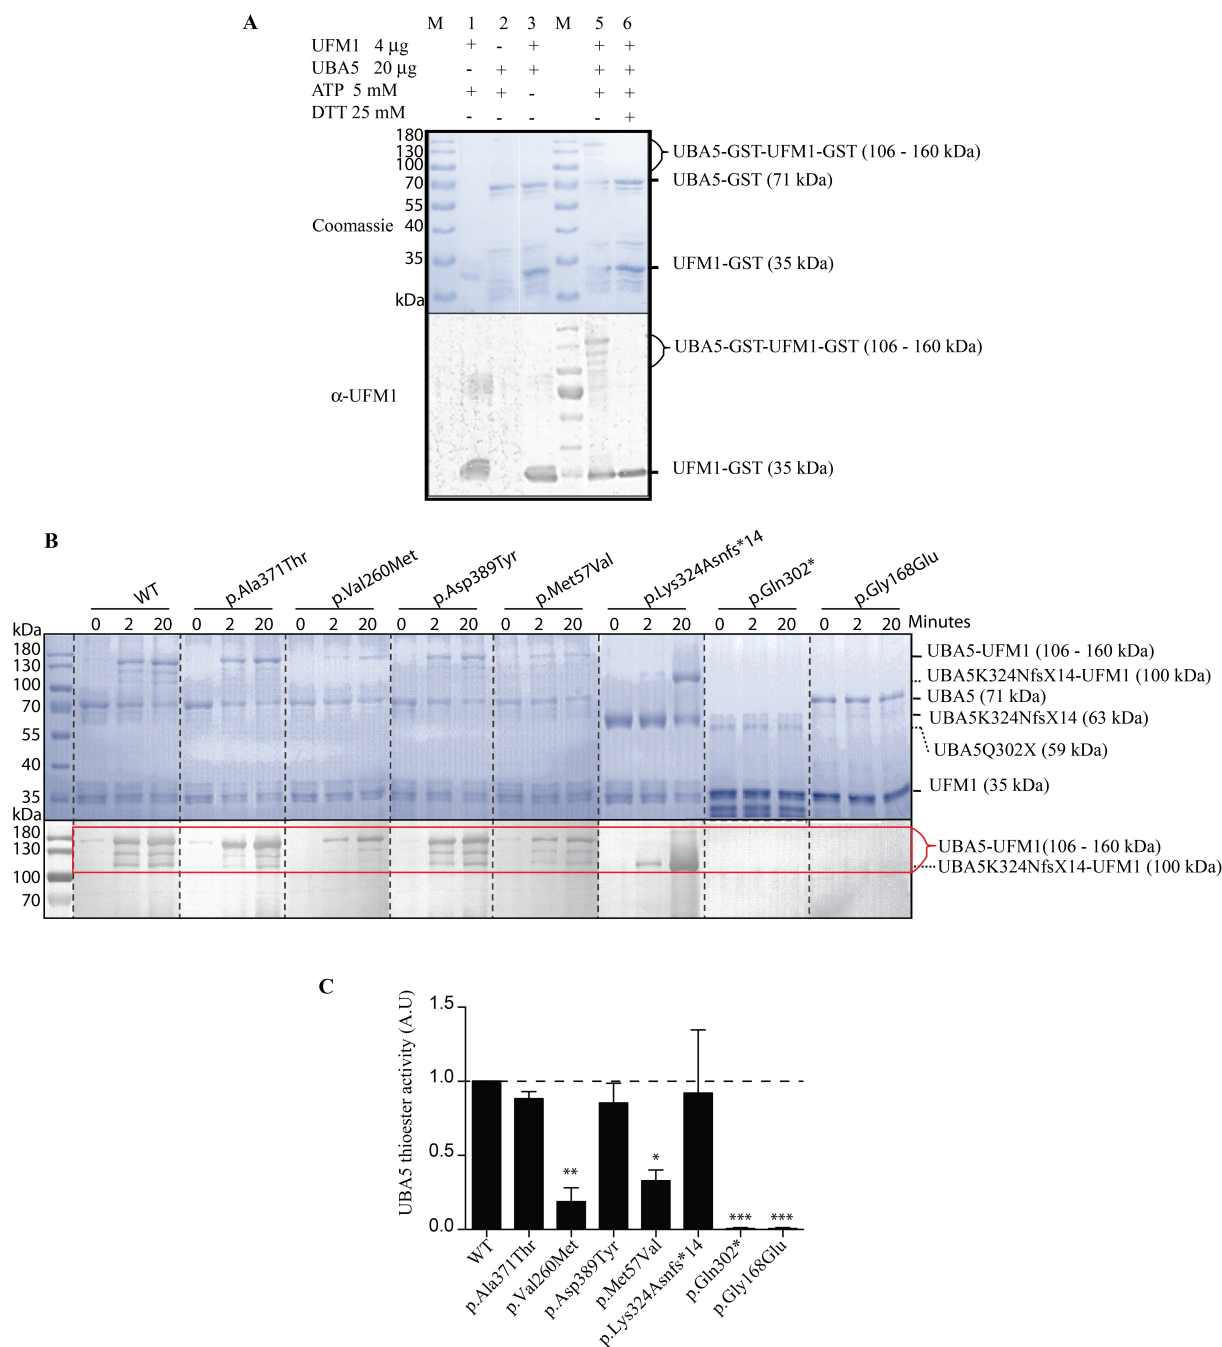 A
M 1 2 3 M 5 6
UFM1 4 µg + - + + +
UBA5 20 µg - + + + +
ATP 5 mM + + - + +
DTT 25 mM - - - - +
180
130
100
70
55
40
35
kDa
Coomassie
UBA5-GST-UFM1-GST (106 - 160 kDa)
UBA5-GST (71 kDa)
UFM1-GST (35 kDa)
α-UFM1
UBA5-GST-UFM1-GST (106 - 160 kDa)
UFM1-GST (35 kDa)
B
WT p.Ala371Thr p.Val260Met p.Asp389Tyr p.Met57Val p.Lys324Asnfs*14 p.Gln302* p.Gly168Glu
0 2 20 0 2 20 0 2 20 0 2 20 0 2 20 0 2 20 0 2 20 0 2 20 Minutes
kDa
180
130
100
70
55
40
35
kDa
180
130
100
70
UBA5-UFM1 (106 - 160 kDa)
UBA5K324NfsX14-UFM1 (100 kDa)
UBA5 (71 kDa)
UBA5K324NfsX14 (63 kDa)
UBA5Q302X (59 kDa)
UFM1 (35 kDa)
UBA5-UFM1(106 - 160 kDa)
UBA5K324NfsX14-UFM1 (100 kDa)
C
UBA5 thioester activity (A.U)
1.5
1.0
0.5
0.0
** * *** ***
WT
p.Ala371Thr
p.Val260Met
p.Asp389Tyr
p.Met57Val
p.Lys324Asnfs*14
p.Gln302*
p.Gly168Glu